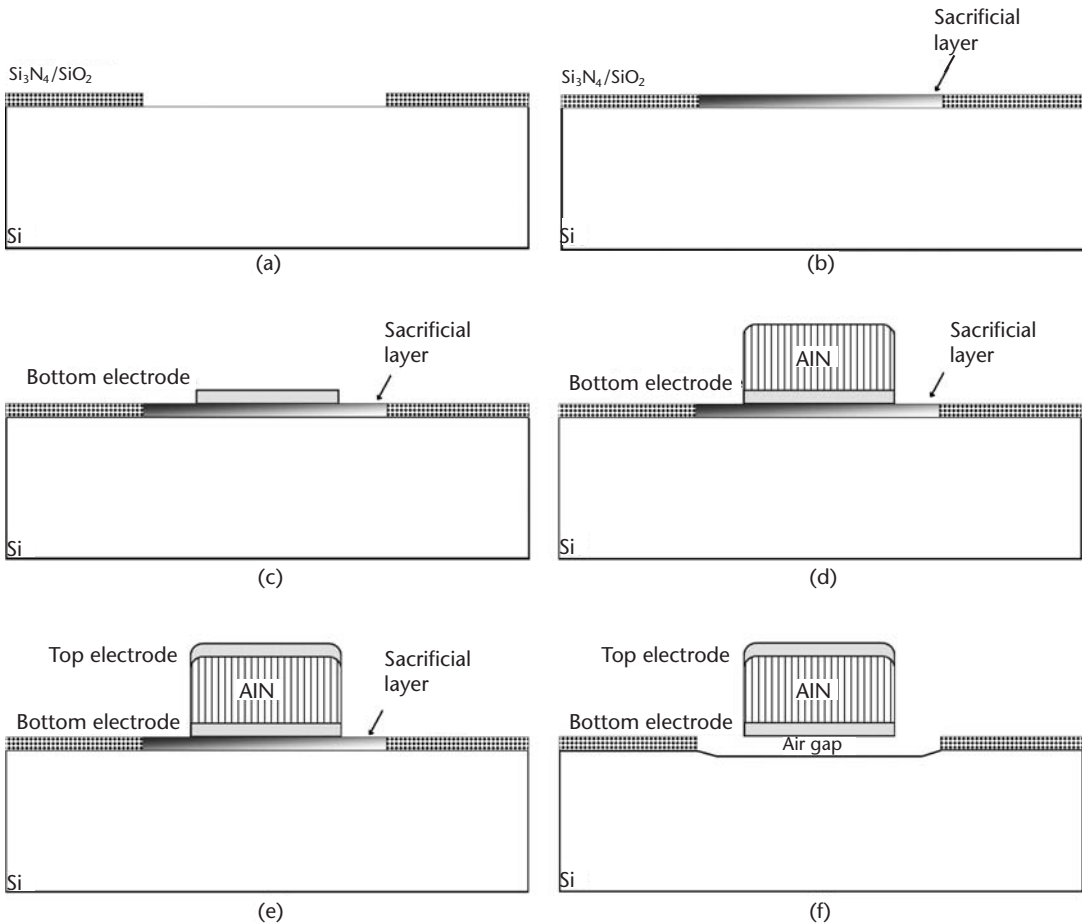 Si₃N₄/SiO₂
Si
(a)
Sacrificial
layer
Si₃N₄/SiO₂
Si
(b)
Sacrificial
layer
Bottom electrode
Si
(c)
AlN
Sacrificial
layer
Bottom electrode
Si
(d)
Top electrode
AlN
Sacrificial
layer
Bottom electrode
Si
(e)
Top electrode
AlN
Bottom electrode
Air gap
Si
(f)